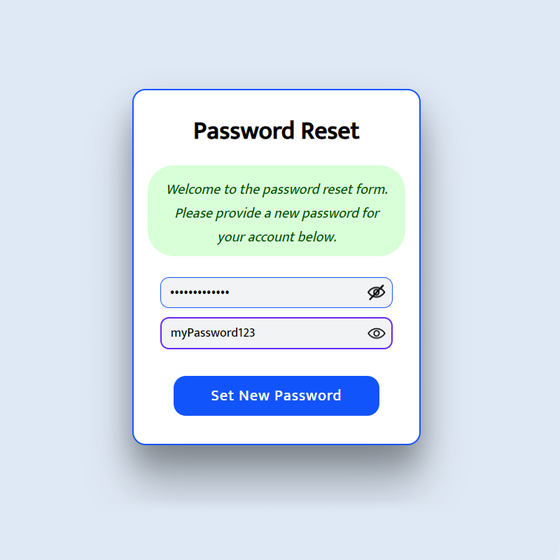 Password Reset
Welcome to the password reset form.
Please provide a new password for
your account below.
•••••••••••••
myPassword123
Set New Password